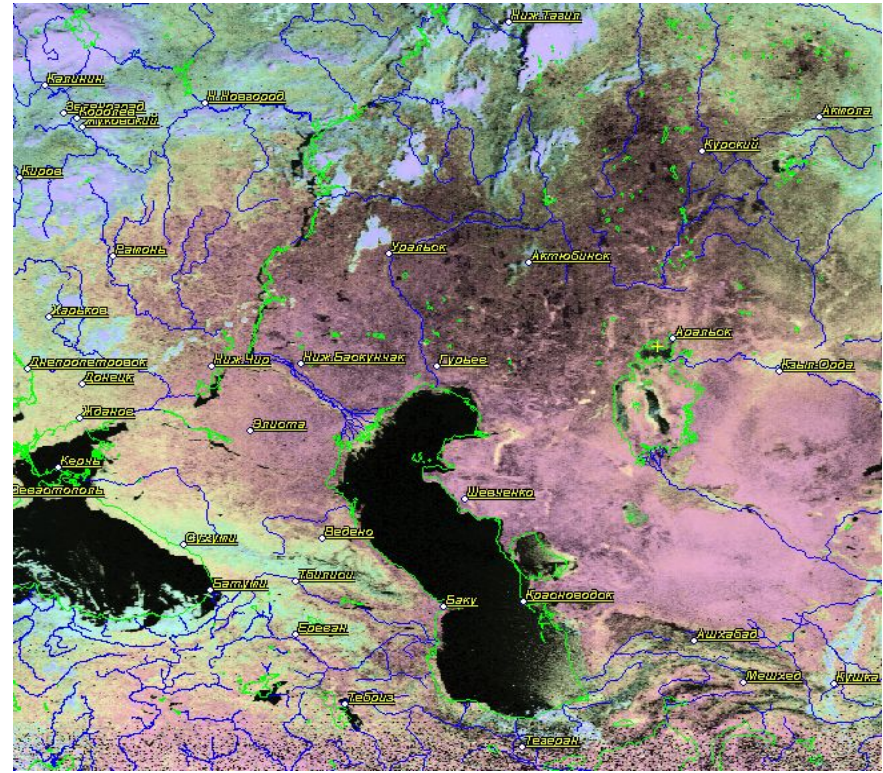 Ниж.Тагил
Калинин
Н.Новгород
Зеленоград
Королев
Жуковский
Акмола
Курский
Киров
Рамонь
Уральск
Актюбинск
Харьков
Аральск
Днепропетровск
Ниж.Чир
Ниж.Баскунчак
Гурьев
Кзыл-Орда
Донецк
Жданов
Элиста
Керчь
Севастополь
Шевченко
Сухуми
Ведено
Тбилиси
Батуми
Баку
Красноводск
Ереван
Ашхабад
Мешхед
Кушка
Тебриз
Тегеран